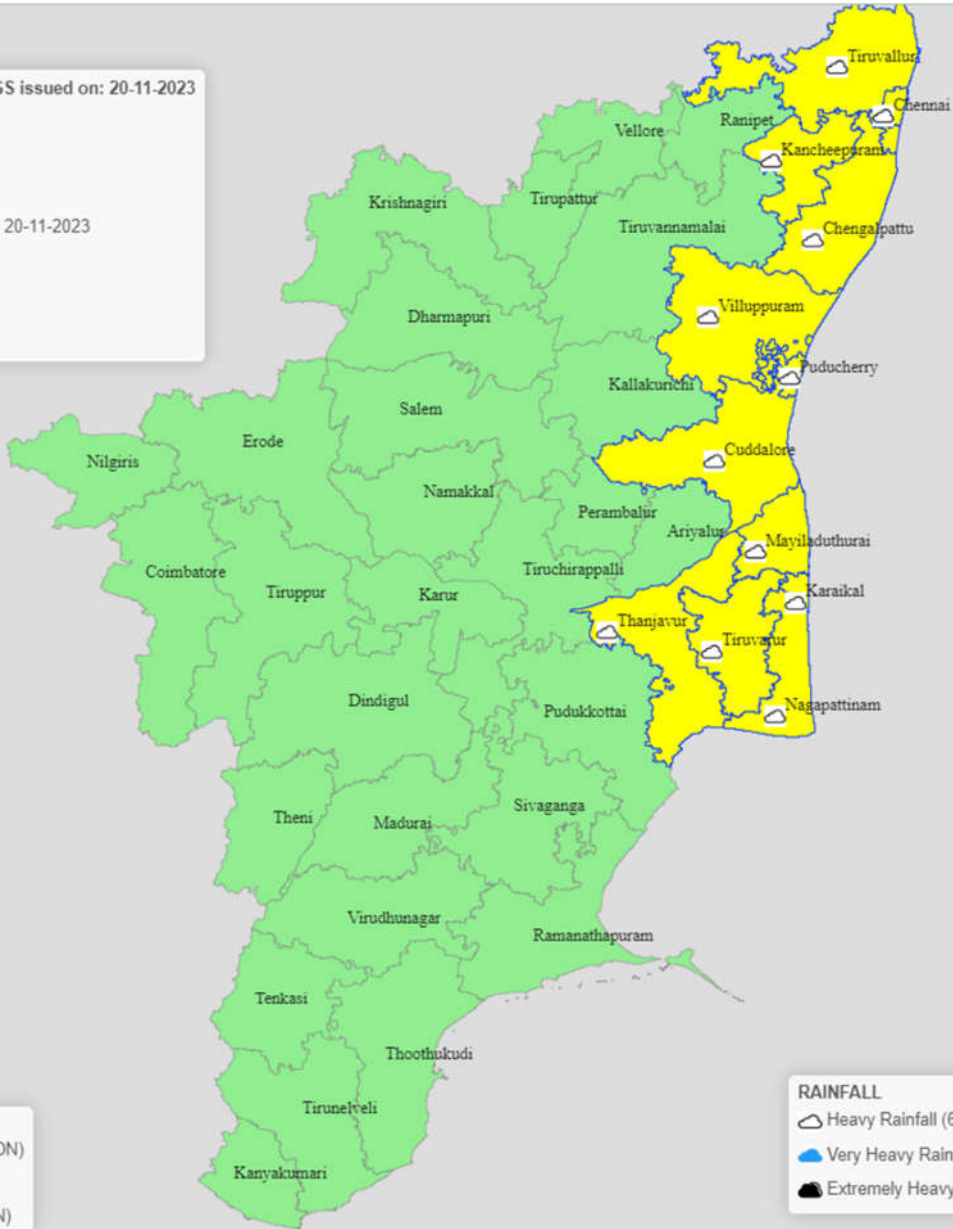 GS issued on: 20-11-2023
20-11-2023
Tiruvallur
Chennai
Ranipet
Vellore
Kancheepuram
Tirupattur
Krishnagiri
Tiruvannamalai
Chengalpattu
Villuppuram
Dharmapuri
Puducherry
Kallakurichi
Salem
Erode
Cuddalore
Nilgiris
Namakkal
Perambalur
Ariyalur
Mayiladuthurai
Coimbatore
Tiruchirappalli
Tiruppur
Karur
Karaikal
Thanjavur
Tiruvarur
Dindigul
Pudukkottai
Nagapattinam
Sivaganga
Theni
Madurai
Virudhunagar
Ramanathapuram
Tenkasi
Thoothukudi
Tirunelveli
Kanyakumari
ON)
N)
RAINFALL
Heavy Rainfall (6
Very Heavy Rain
Extremely Heavy